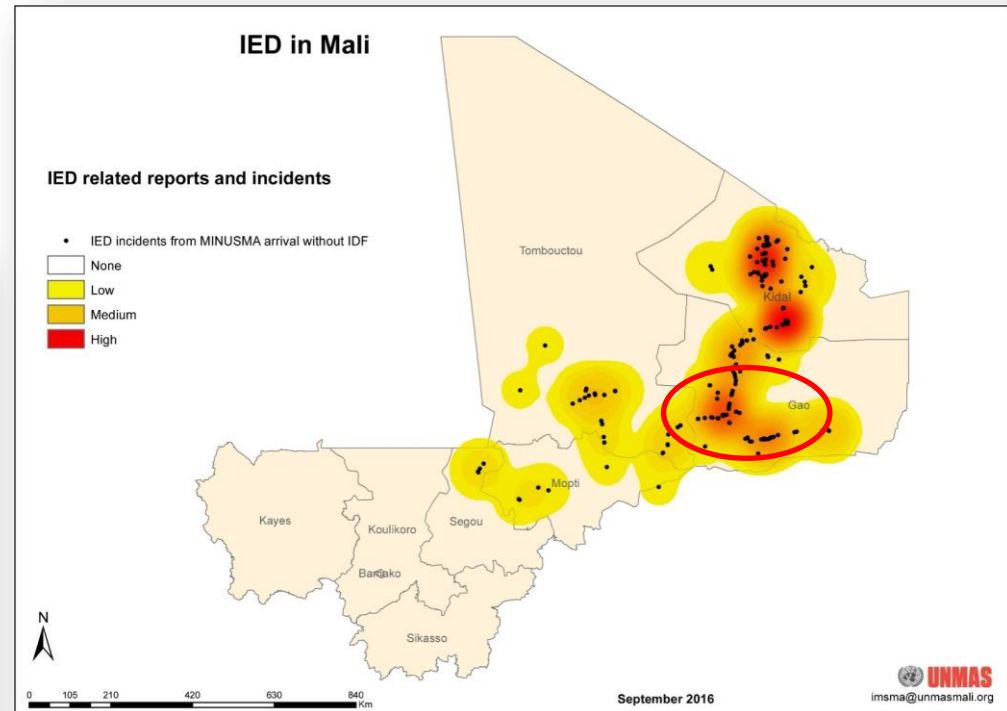 IED in Mali
IED related reports and incidents
IED incidents from MINUSMA arrival without IDF
None
Low
Medium
High
Tombouctou
Kidal
Gao
Mopti
Segou
Kayes
Koulikoro
Bamako
Sikasso
N
0 105 210 420 630 840
Km
September 2016
UNMAS
imsma@unmasmali.org